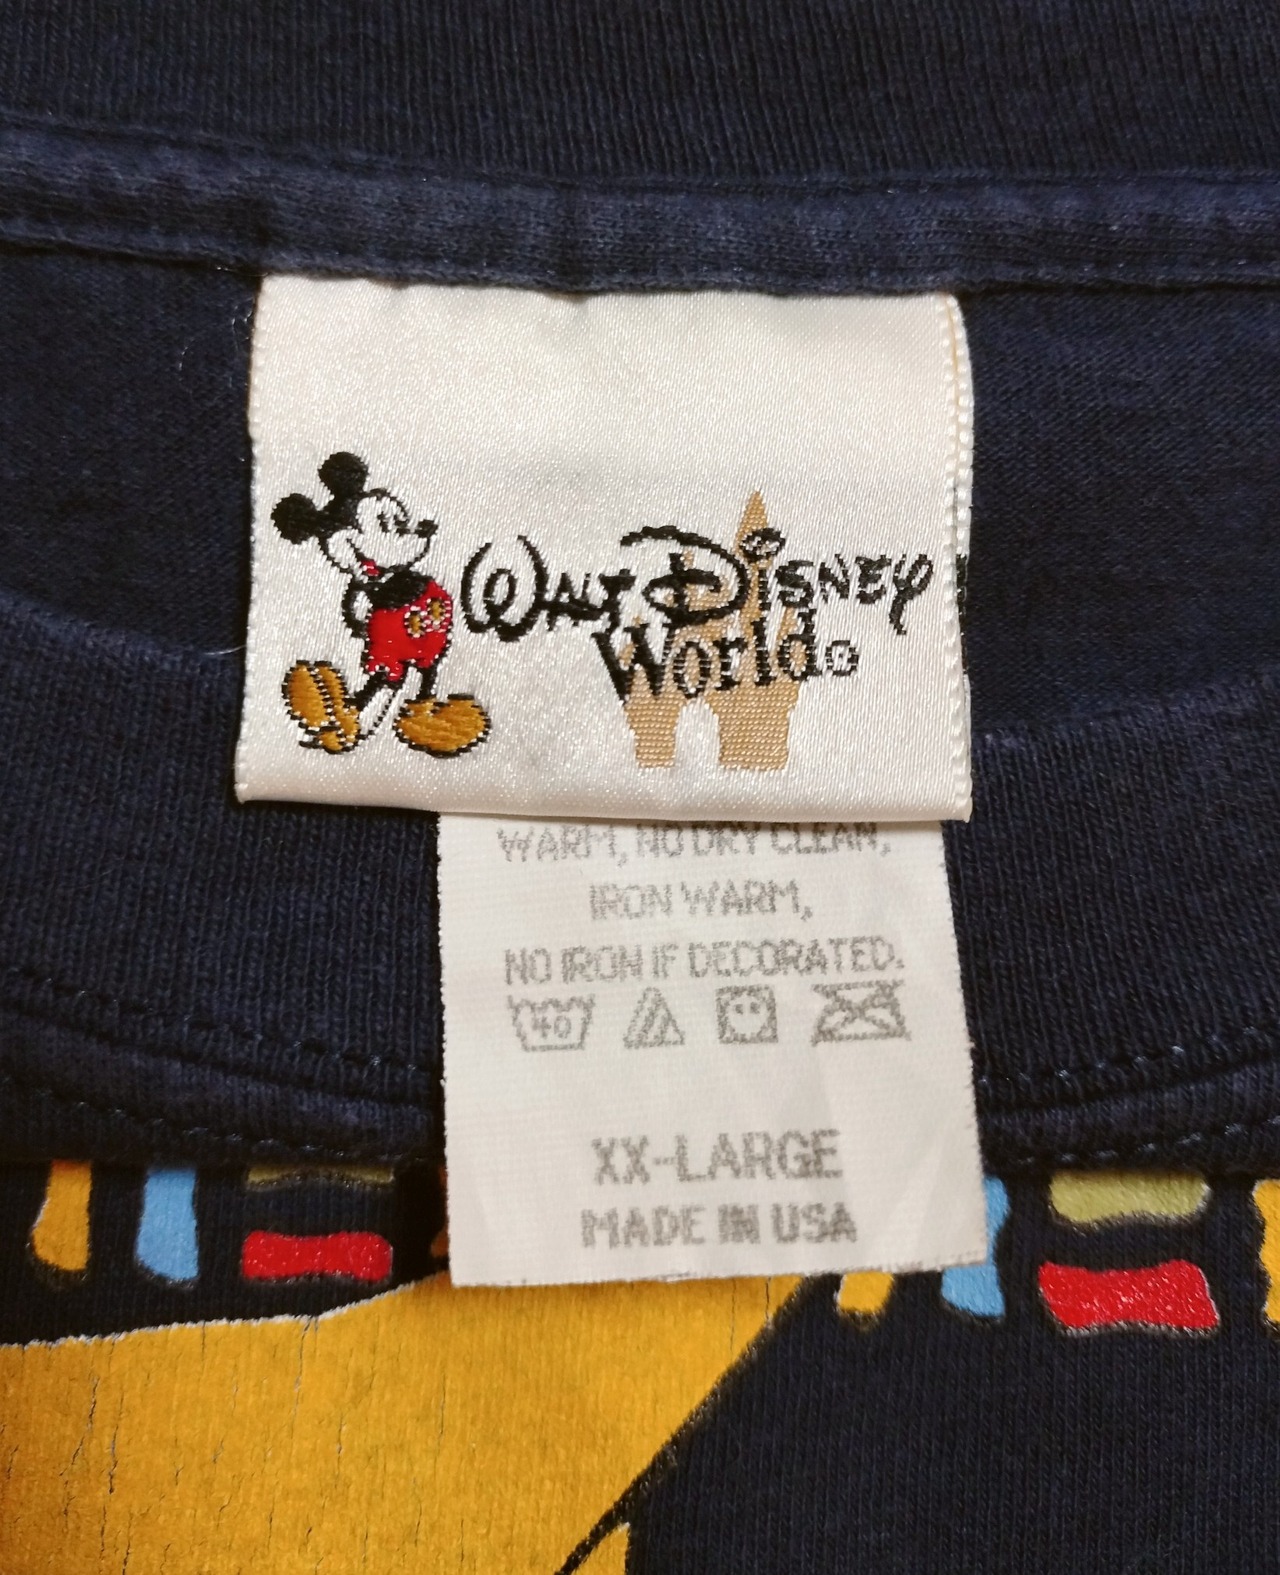 Walt Disney
World®
WARM, NO DRY CLEAN,
IRON WARM,
NO IRON IF DECORATED.
40
XX-LARGE
MADE IN USA